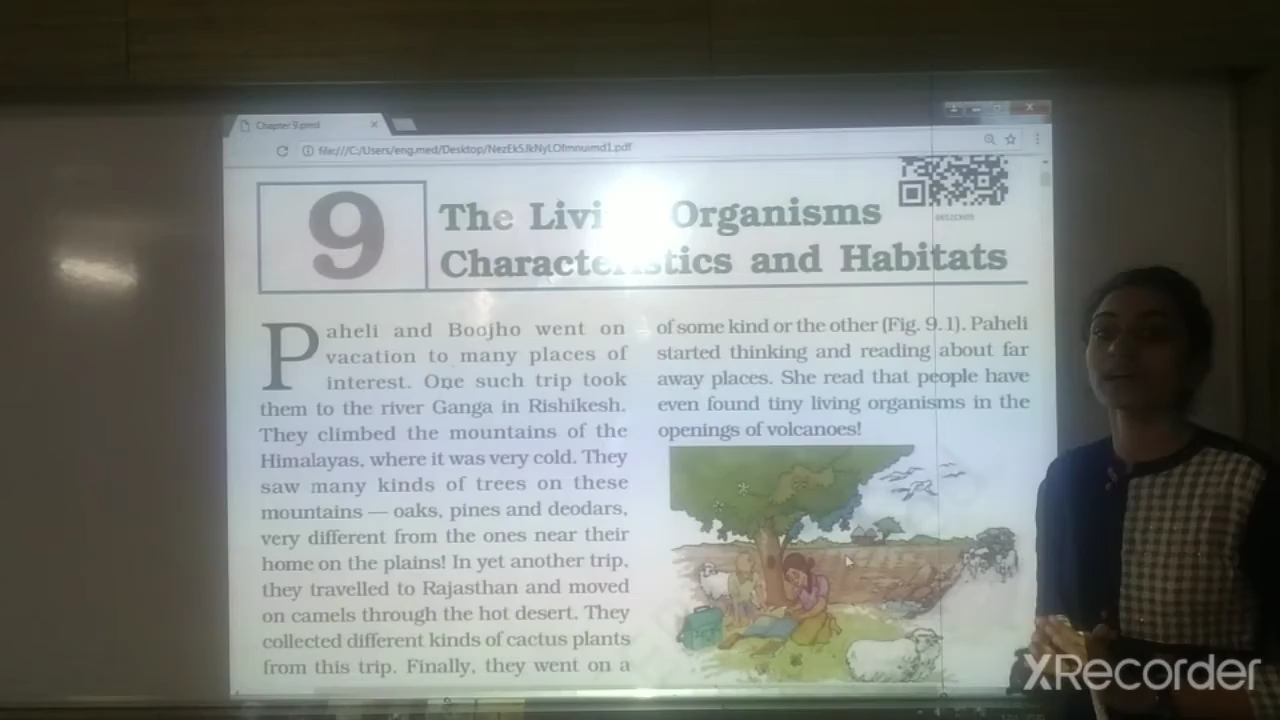 Chapter 9.pmd
file:///C:/Users/eng.med/Desktop/
9
The Livi Organisms
Characteristics and Habitats
Paheli and Boojho went on
vacation to many places of
interest. One such trip took
them to the river Ganga in Rishikesh.
They climbed the mountains of the
Himalayas, where it was very cold. They
saw many kinds of trees on these
mountains — oaks, pines and deodars,
very different from the ones near their
home on the plains! In yet another trip,
they travelled to Rajasthan and moved
on camels through the hot desert. They
collected different kinds of cactus plants
from this trip. Finally, they went on a
of some kind or the other (Fig. 9.1). Paheli
started thinking and reading about far
away places. She read that people have
even found tiny living organisms in the
openings of volcanoes!
XRecorder